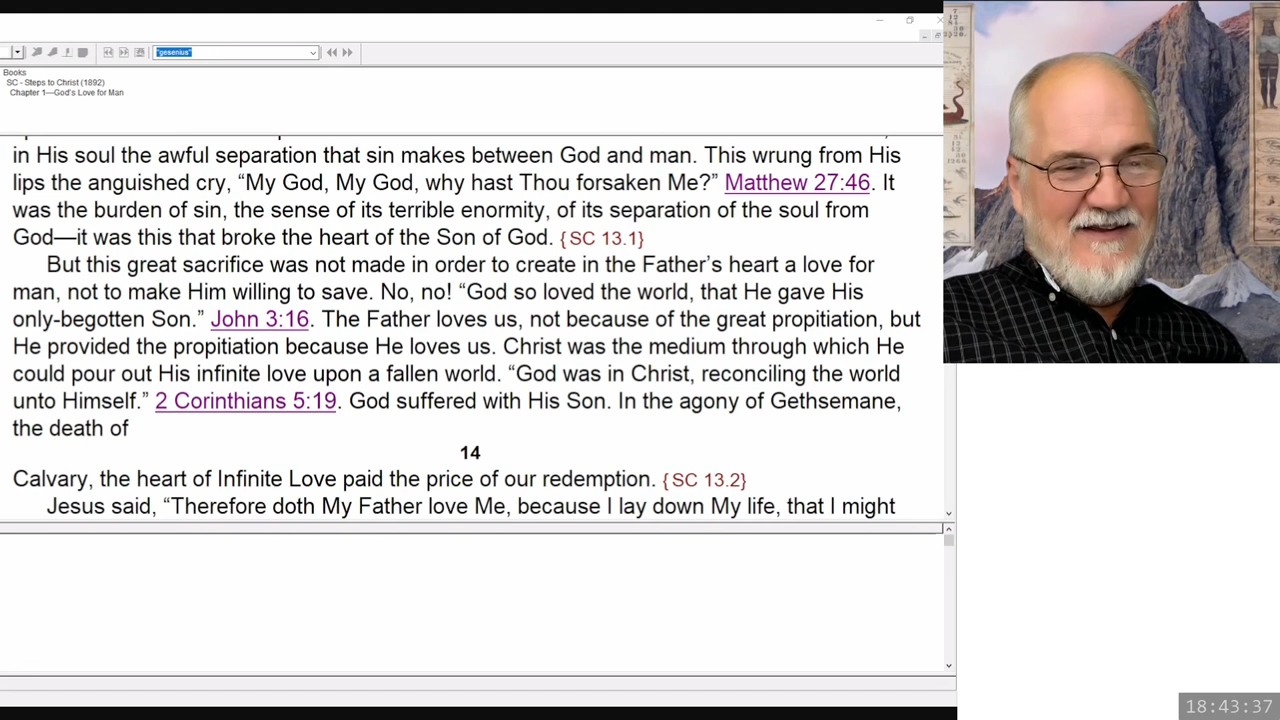 "gesenius"
Books
SC - Steps to Christ (1892)
Chapter 1—God's Love for Man
in His soul the awful separation that sin makes between God and man. This wrung from His
lips the anguished cry, “My God, My God, why hast Thou forsaken Me?” Matthew 27:46. It
was the burden of sin, the sense of its terrible enormity, of its separation of the soul from
God—it was this that broke the heart of the Son of God. {SC 13.1}
But this great sacrifice was not made in order to create in the Father’s heart a love for
man, not to make Him willing to save. No, no! “God so loved the world, that He gave His
only-begotten Son.” John 3:16. The Father loves us, not because of the great propitiation, but
He provided the propitiation because He loves us. Christ was the medium through which He
could pour out His infinite love upon a fallen world. “God was in Christ, reconciling the world
unto Himself.” 2 Corinthians 5:19. God suffered with His Son. In the agony of Gethsemane,
the death of
14
Calvary, the heart of Infinite Love paid the price of our redemption. {SC 13.2}
Jesus said, “Therefore doth My Father love Me, because I lay down My life, that I might
18:43:37